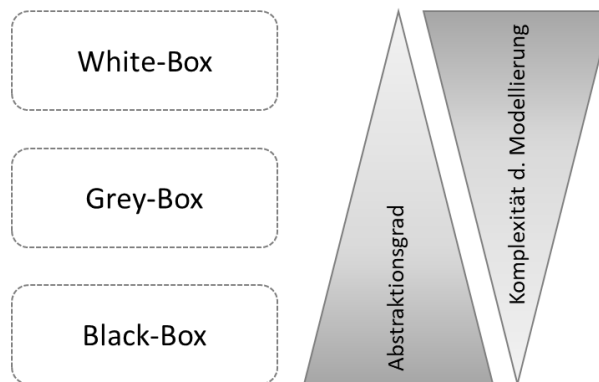 White-Box
Grey-Box
Black-Box
Abstraktionsgrad
Komplexität d. Modellierung